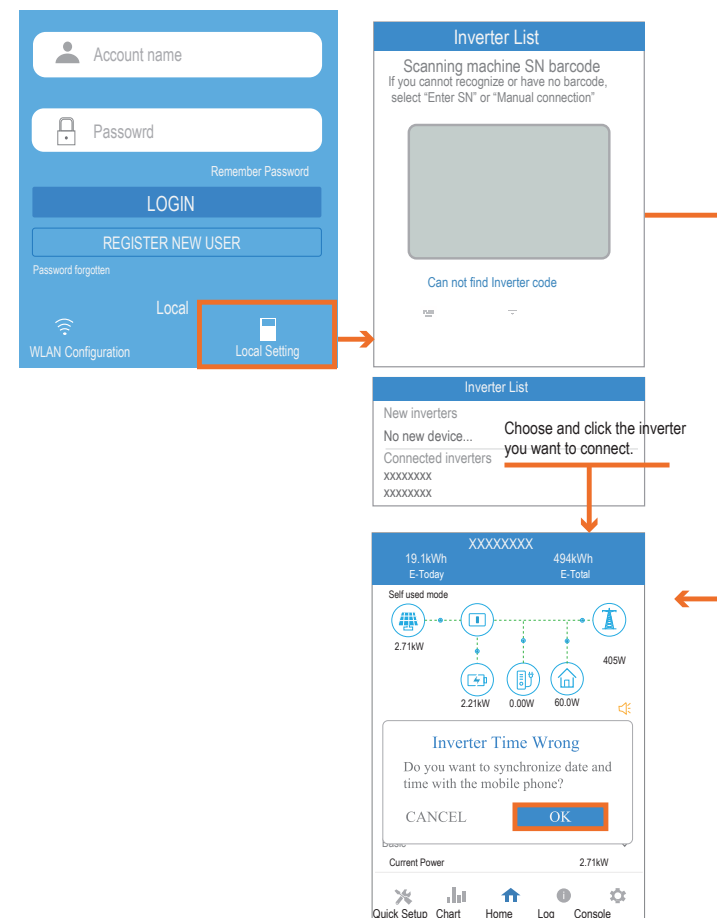 Account name
Passowrd
Remember Password
LOGIN
REGISTER NEW USER
Password forgotten
Local
WLAN Configuration
Local Setting
Inverter List
Scanning machine SN barcode
If you cannot recognize or have no barcode,
select “Enter SN” or “Manual connection”
Can not find Inverter code
Inverter List
New inverters
No new device...
Connected inverters
xxxxxxxx
xxxxxxxx
Choose and click the inverter
you want to connect.
XXXXXXXX
19.1kWh
494kWh
E-Today
E-Total
Self used mode
2.71kW
405W
2.21kW
0.00W
60.0W
Inverter Time Wrong
Do you want to synchronize date and
time with the mobile phone?
CANCEL
OK
Basic
Current Power
2.71kW
Quick Setup
Chart
Home
Log
Console